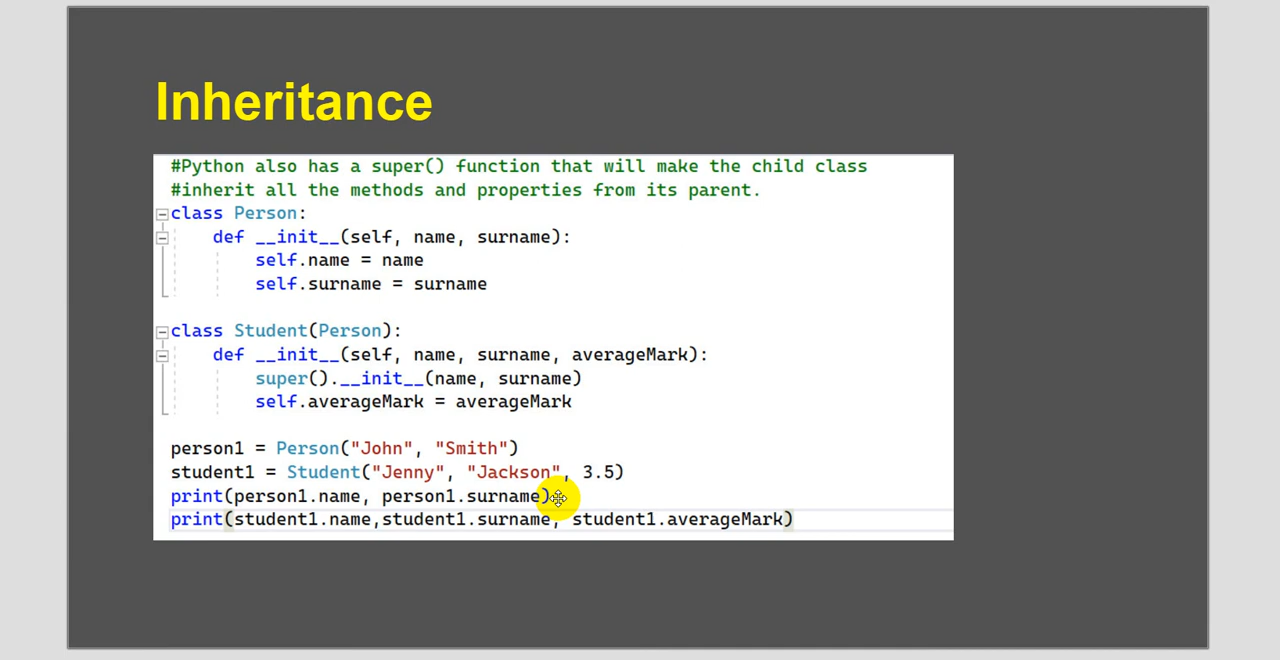 Inheritance
#Python also has a super() function that will make the child class
#inherit all the methods and properties from its parent.
class Person:
def __init__(self, name, surname):
self.name = name
self.surname = surname
class Student(Person):
def __init__(self, name, surname, averageMark):
super().__init__(name, surname)
self.averageMark = averageMark
person1 = Person("John", "Smith")
student1 = Student("Jenny", "Jackson", 3.5)
print(person1.name, person1.surname)
print(student1.name,student1.surname, student1.averageMark)